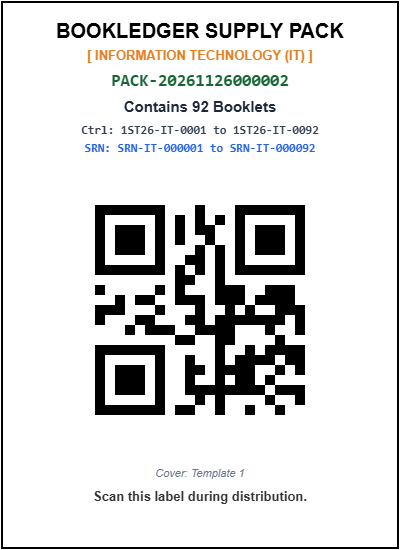 BOOKLEDGER SUPPLY PACK
[ INFORMATION TECHNOLOGY (IT) ]
PACK-20261126000002
Contains 92 Booklets
Ctrl: 1ST26-IT-0001 to 1ST26-IT-0092
SRN: SRN-IT-000001 to SRN-IT-000092
Cover: Template 1
Scan this label during distribution.